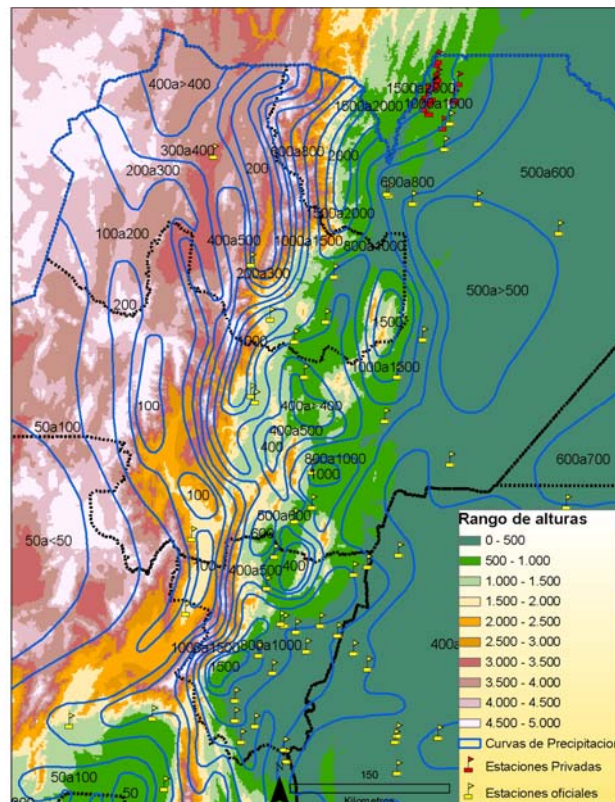 400a>400
1500a2000
1500a2000
1000a1500
300a400
200a300
200
600a800
2000
500a600
690a800
100a200
400a500
1500a2000
1000a1500
800a1000
200a300
200
500a>500
1500
1000
1000a1500
100
400a>400
50a100
400a500
400
800a1000
1000
600a700
100
500a600
600
50a<50
400a500
400
100
1000a1500
800a1000
1500
50a100
50
Rango de alturas
0 - 500
500 - 1.000
1.000 - 1.500
1.500 - 2.000
2.000 - 2.500
2.500 - 3.000
3.000 - 3.500
3.500 - 4.000
4.000 - 4.500
4.500 - 5.000
Curvas de Precipitacion
Estaciones Privadas
Estaciones oficiales
N
150